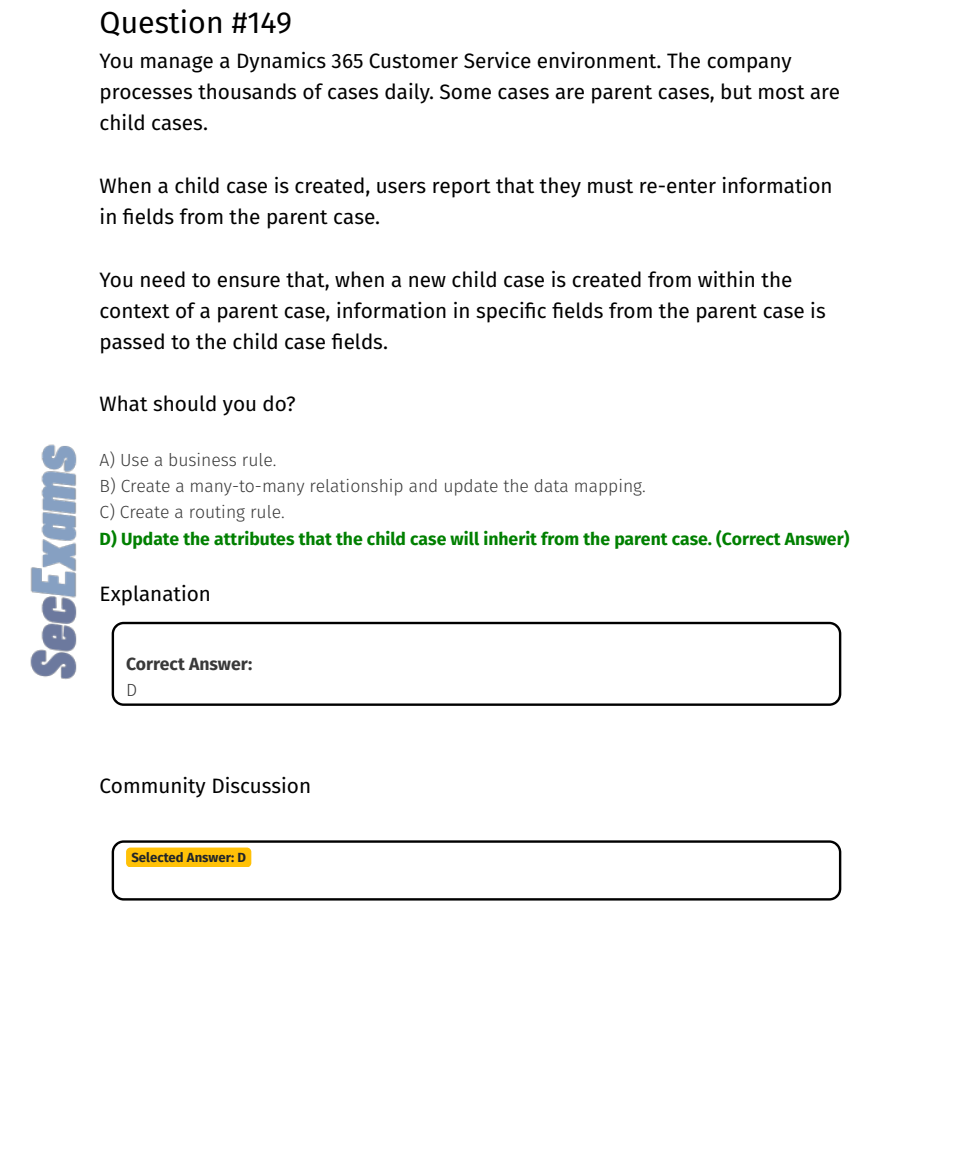 Question #149
You manage a Dynamics 365 Customer Service environment. The company
processes thousands of cases daily. Some cases are parent cases, but most are
child cases.
When a child case is created, users report that they must re-enter information
in fields from the parent case.
You need to ensure that, when a new child case is created from within the
context of a parent case, information in specific fields from the parent case is
passed to the child case fields.
What should you do?
A) Use a business rule.
B) Create a many-to-many relationship and update the data mapping.
C) Create a routing rule.
D) Update the attributes that the child case will inherit from the parent case. (Correct Answer)
SecExams
Explanation
Correct Answer:
D
Community Discussion
Selected Answer: D